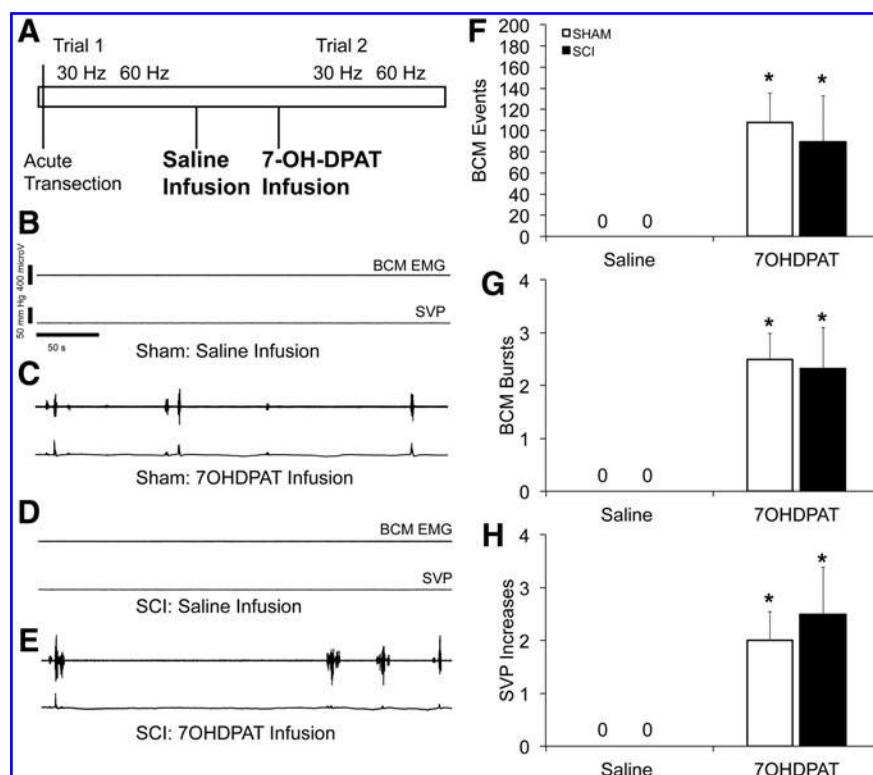 A
Trial 1
Trial 2
30 Hz 60 Hz
30 Hz 60 Hz
Acute
Transection
Saline
Infusion
7-OH-DPAT
Infusion
B
50 mm Hg 400 microV
BCM EMG
SVP
50 s
Sham: Saline Infusion
C
Sham: 7OHDPAT Infusion
D
BCM EMG
SVP
SCI: Saline Infusion
E
SCI: 7OHDPAT Infusion
F
SHAM
SCI
BCM Events
200
180
160
140
120
100
80
60
40
20
0
* *
0 0
Saline 7OHDPAT
G
BCM Bursts
4
3
2
1
0
* *
0 0
Saline 7OHDPAT
H
SVP Increases
4
3
2
1
0
* *
0 0
Saline 7OHDPAT